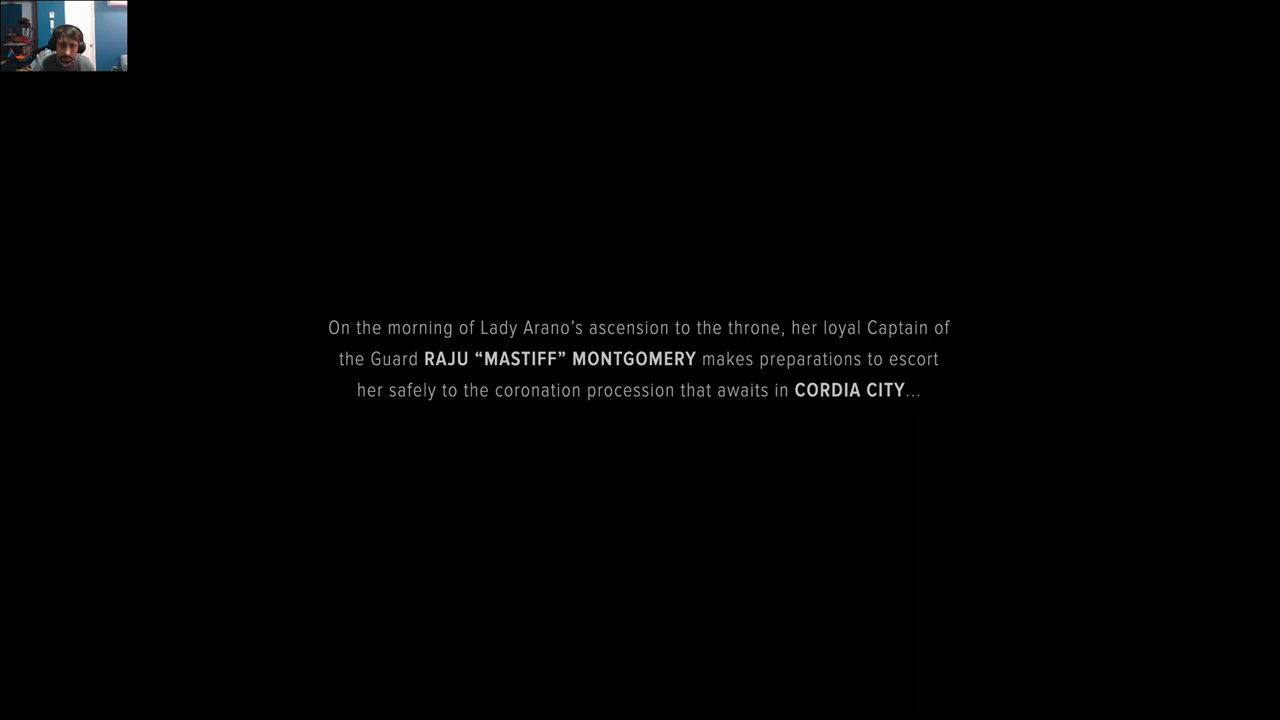 On the morning of Lady Arano’s ascension to the throne, her loyal Captain of
the Guard RAJU “MASTIFF” MONTGOMERY makes preparations to escort
her safely to the coronation procession that awaits in CORDIA CITY...